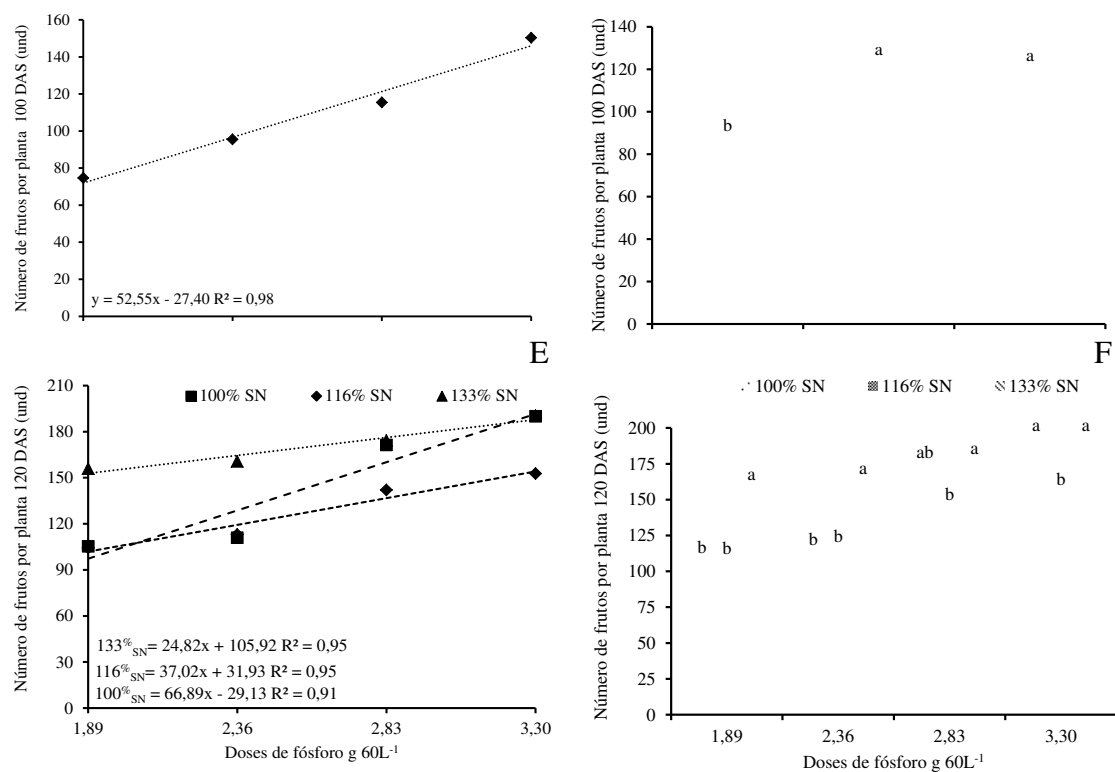 Número de frutos por planta 100 DAS (und)
160
140
120
100
80
60
40
20
0
y = 52,55x - 27,40 R² = 0,98
Número de frutos por planta 100 DAS (und)
140
120
100
80
60
40
20
0
b
a
a
E
F
Número de frutos por planta 120 DAS (und)
210
180
150
120
90
60
30
0
100% SN 116% SN 133% SN
133%SN= 24,82x + 105,92 R² = 0,95
116%SN= 37,02x + 31,93 R² = 0,95
100%SN= 66,89x - 29,13 R² = 0,91
1,89 2,36 2,83 3,30
Doses de fósforo g 60L-1
100% SN 116% SN 133% SN
Número de frutos por planta 120 DAS (und)
200
175
150
125
100
75
50
25
0
b b a b b a ab b a a b a
1,89 2,36 2,83 3,30
Doses de fósforo g 60L-1